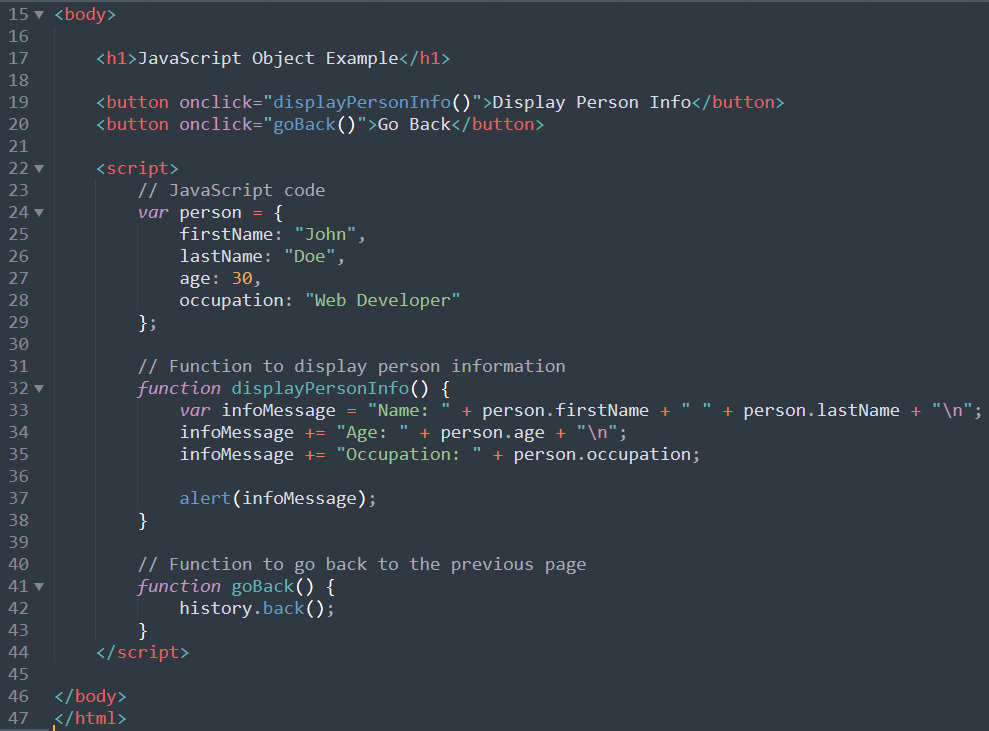 15 <body>
16
17     <h1>JavaScript Object Example</h1>
18
19     <button onclick="displayPersonInfo()">Display Person Info</button>
20     <button onclick="goBack()">Go Back</button>
21
22     <script>
23         // JavaScript code
24         var person = {
25             firstName: "John",
26             lastName: "Doe",
27             age: 30,
28             occupation: "Web Developer"
29         };
30
31         // Function to display person information
32         function displayPersonInfo() {
33             var infoMessage = "Name: " + person.firstName + " " + person.lastName + "\n";
34             infoMessage += "Age: " + person.age + "\n";
35             infoMessage += "Occupation: " + person.occupation;
36
37             alert(infoMessage);
38         }
39
40         // Function to go back to the previous page
41         function goBack() {
42             history.back();
43         }
44     </script>
45
46 </body>
47 </html>